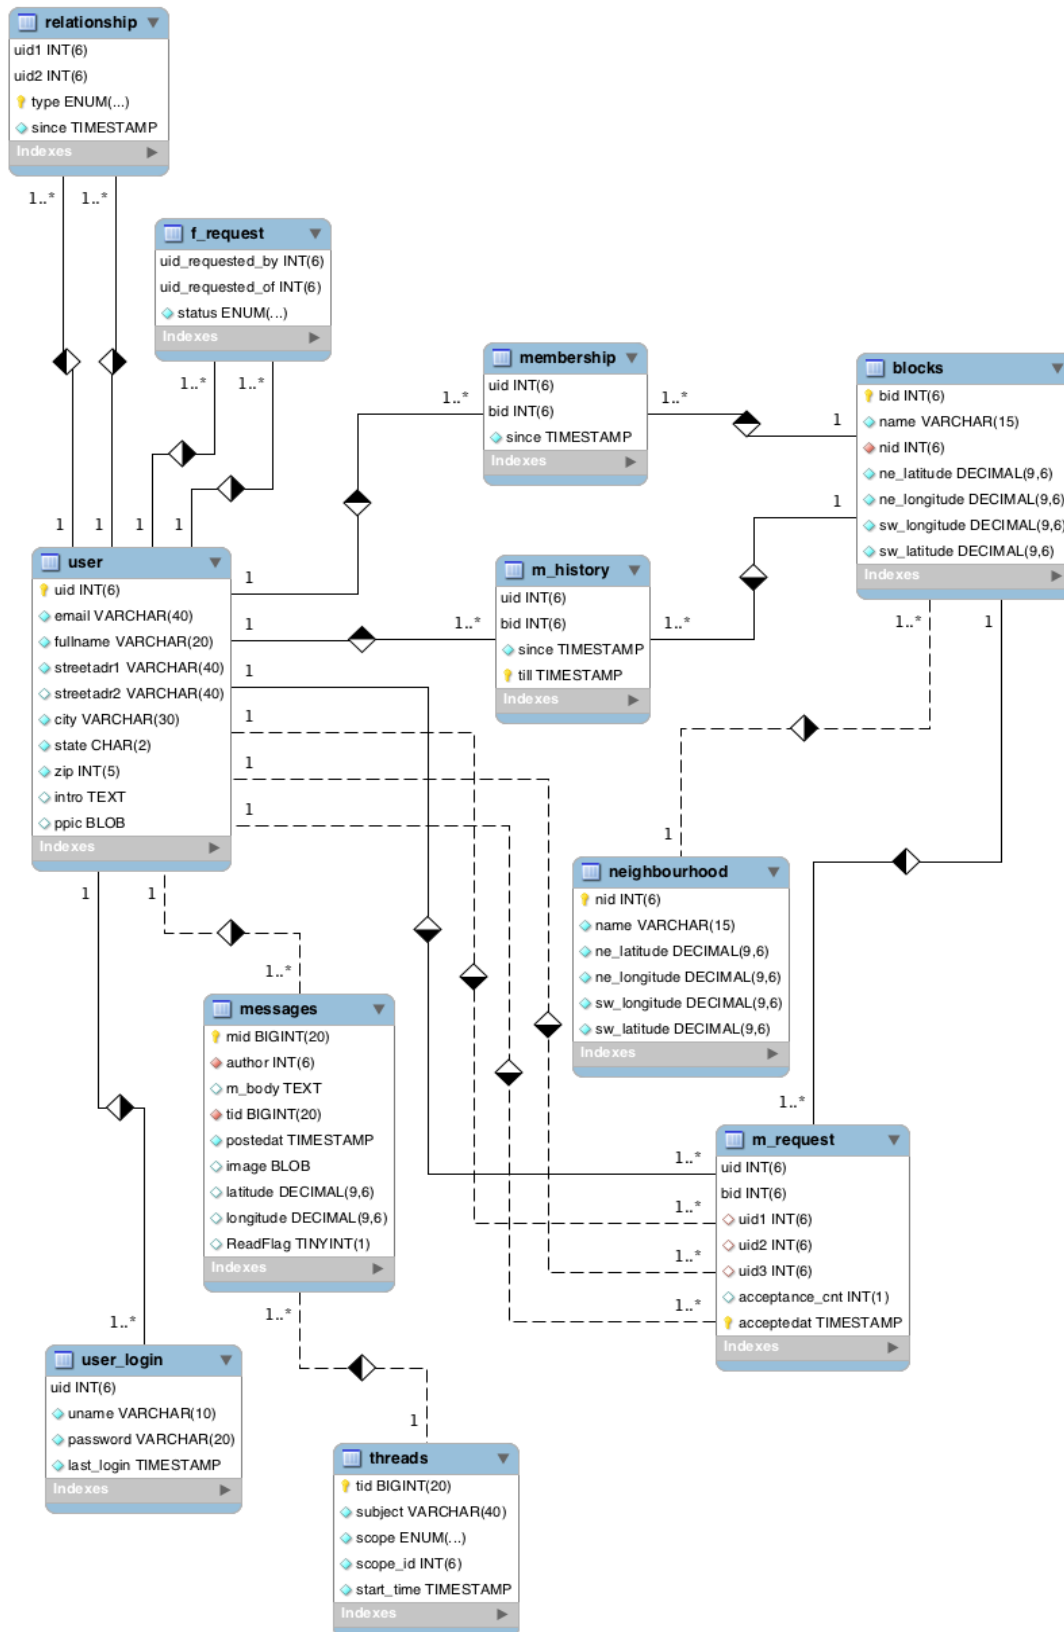 relationship
uid1 INT(6)
uid2 INT(6)
type ENUM(...)
since TIMESTAMP
Indexes
1..*
1..*
f_request
uid_requested_by INT(6)
uid_requested_of INT(6)
status ENUM(...)
Indexes
1..*
1..*
membership
uid INT(6)
bid INT(6)
since TIMESTAMP
Indexes
1..*
1..*
blocks
bid INT(6)
name VARCHAR(15)
nid INT(6)
ne_latitude DECIMAL(9,6)
ne_longitude DECIMAL(9,6)
sw_longitude DECIMAL(9,6)
sw_latitude DECIMAL(9,6)
Indexes
1
1
1..*
1
1
1
1
1
user
uid INT(6)
email VARCHAR(40)
fullname VARCHAR(20)
streetadr1 VARCHAR(40)
streetadr2 VARCHAR(40)
city VARCHAR(30)
state CHAR(2)
zip INT(5)
intro TEXT
ppic BLOB
Indexes
1
1
1
1
1
1
1
1
m_history
uid INT(6)
bid INT(6)
since TIMESTAMP
till TIMESTAMP
Indexes
1..*
1..*
1
neighbourhood
nid INT(6)
name VARCHAR(15)
ne_latitude DECIMAL(9,6)
ne_longitude DECIMAL(9,6)
sw_longitude DECIMAL(9,6)
sw_latitude DECIMAL(9,6)
Indexes
1..*
messages
mid BIGINT(20)
author INT(6)
m_body TEXT
tid BIGINT(20)
postedat TIMESTAMP
image BLOB
latitude DECIMAL(9,6)
longitude DECIMAL(9,6)
ReadFlag TINYINT(1)
Indexes
1..*
1..*
m_request
uid INT(6)
bid INT(6)
uid1 INT(6)
uid2 INT(6)
uid3 INT(6)
acceptance_cnt INT(1)
acceptedat TIMESTAMP
Indexes
1..*
1..*
1..*
1..*
1..*
user_login
uid INT(6)
uname VARCHAR(10)
password VARCHAR(20)
last_login TIMESTAMP
Indexes
1
threads
tid BIGINT(20)
subject VARCHAR(40)
scope ENUM(...)
scope_id INT(6)
start_time TIMESTAMP
Indexes